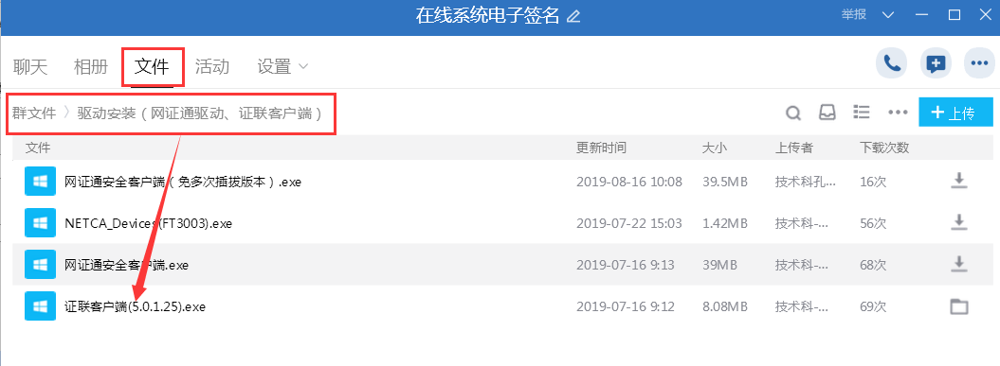 在线系统电子签名
举报
聊天 相册 文件 活动 设置
群文件 > 驱动安装（网证通驱动、证联客户端）
上传
文件 更新时间 大小 上传者 下载次数
网证通安全客户端（免多次插拔版本）.exe 2019-08-16 10:08 39.5MB 技术科孔... 16次
NETCA_Devices(FT3003).exe 2019-07-22 15:03 1.42MB 技术科-... 56次
网证通安全客户端.exe 2019-07-16 9:13 39MB 技术科-... 68次
证联客户端(5.0.1.25).exe 2019-07-16 9:12 8.08MB 技术科-... 69次